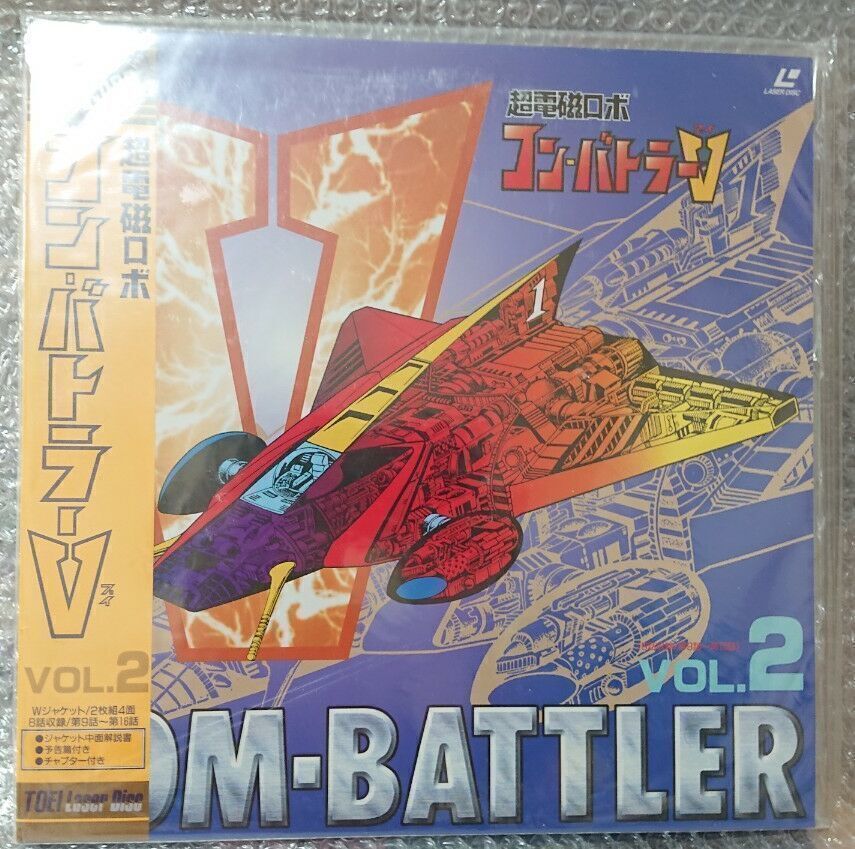 超電磁ロボ
コン・バトラーV
VOL.2
Wジャケット/2枚組4面
8話収録/第9話〜第16話
●ジャケット中面解説書
●予告篇付き
●チャプター付き
TOEI Laser Disc
LASER DISC
超電磁ロボ
コン・バトラーV
1
1
VOL.2
OM-BATTLER